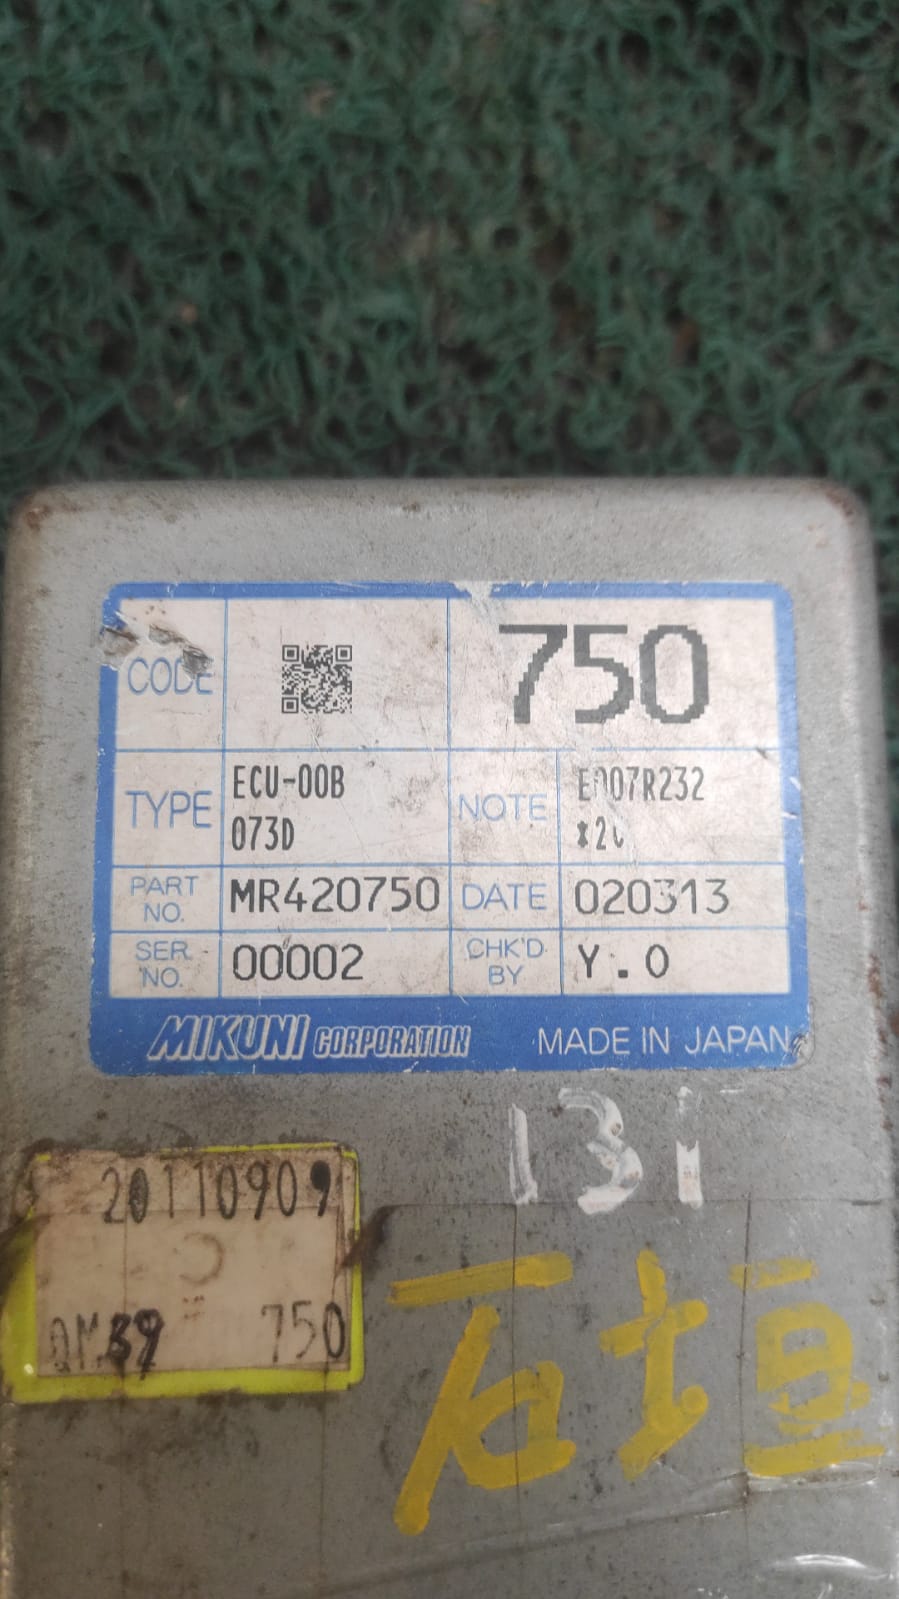 CODE
750
TYPE
ECU-00B
073D
NOTE
PART NO.
MR420750
DATE
020313
SER. NO.
00002
CHK'D BY
Y.O
MIKUNI CORPORATION
MADE IN JAPAN
131
20110909
750
石垣